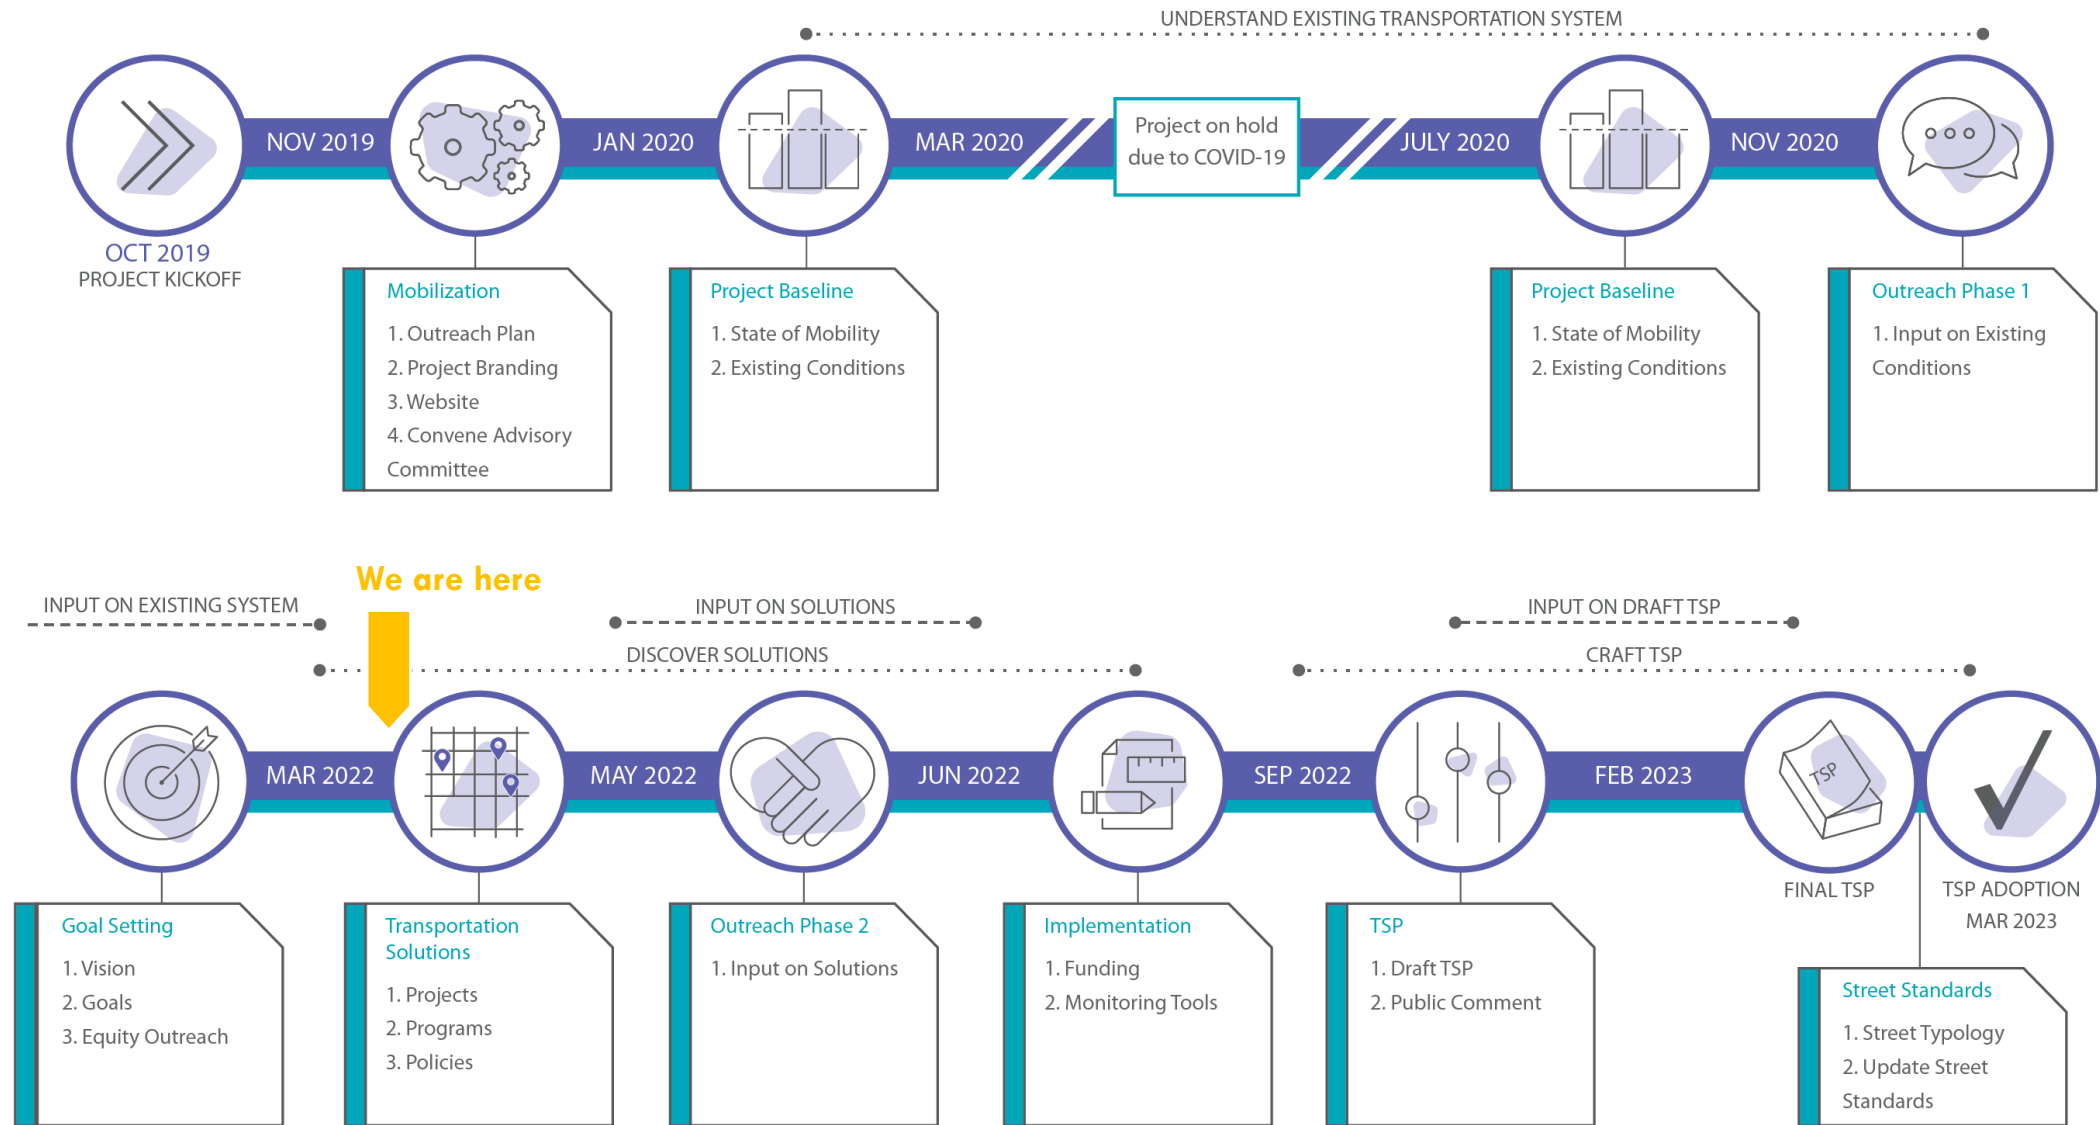 UNDERSTAND EXISTING TRANSPORTATION SYSTEM
NOV 2019
JAN 2020
MAR 2020
Project on hold
due to COVID-19
JULY 2020
NOV 2020
OCT 2019
PROJECT KICKOFF
Mobilization
1. Outreach Plan
2. Project Branding
3. Website
4. Convene Advisory
Committee
Project Baseline
1. State of Mobility
2. Existing Conditions
Project Baseline
1. State of Mobility
2. Existing Conditions
Outreach Phase 1
1. Input on Existing
Conditions
We are here
INPUT ON EXISTING SYSTEM
INPUT ON SOLUTIONS
INPUT ON DRAFT TSP
DISCOVER SOLUTIONS
CRAFT TSP
MAR 2022
MAY 2022
JUN 2022
SEP 2022
FEB 2023
TSP
FINAL TSP
TSP ADOPTION
MAR 2023
Goal Setting
1. Vision
2. Goals
3. Equity Outreach
Transportation
Solutions
1. Projects
2. Programs
3. Policies
Outreach Phase 2
1. Input on Solutions
Implementation
1. Funding
2. Monitoring Tools
TSP
1. Draft TSP
2. Public Comment
Street Standards
1. Street Typology
2. Update Street
Standards